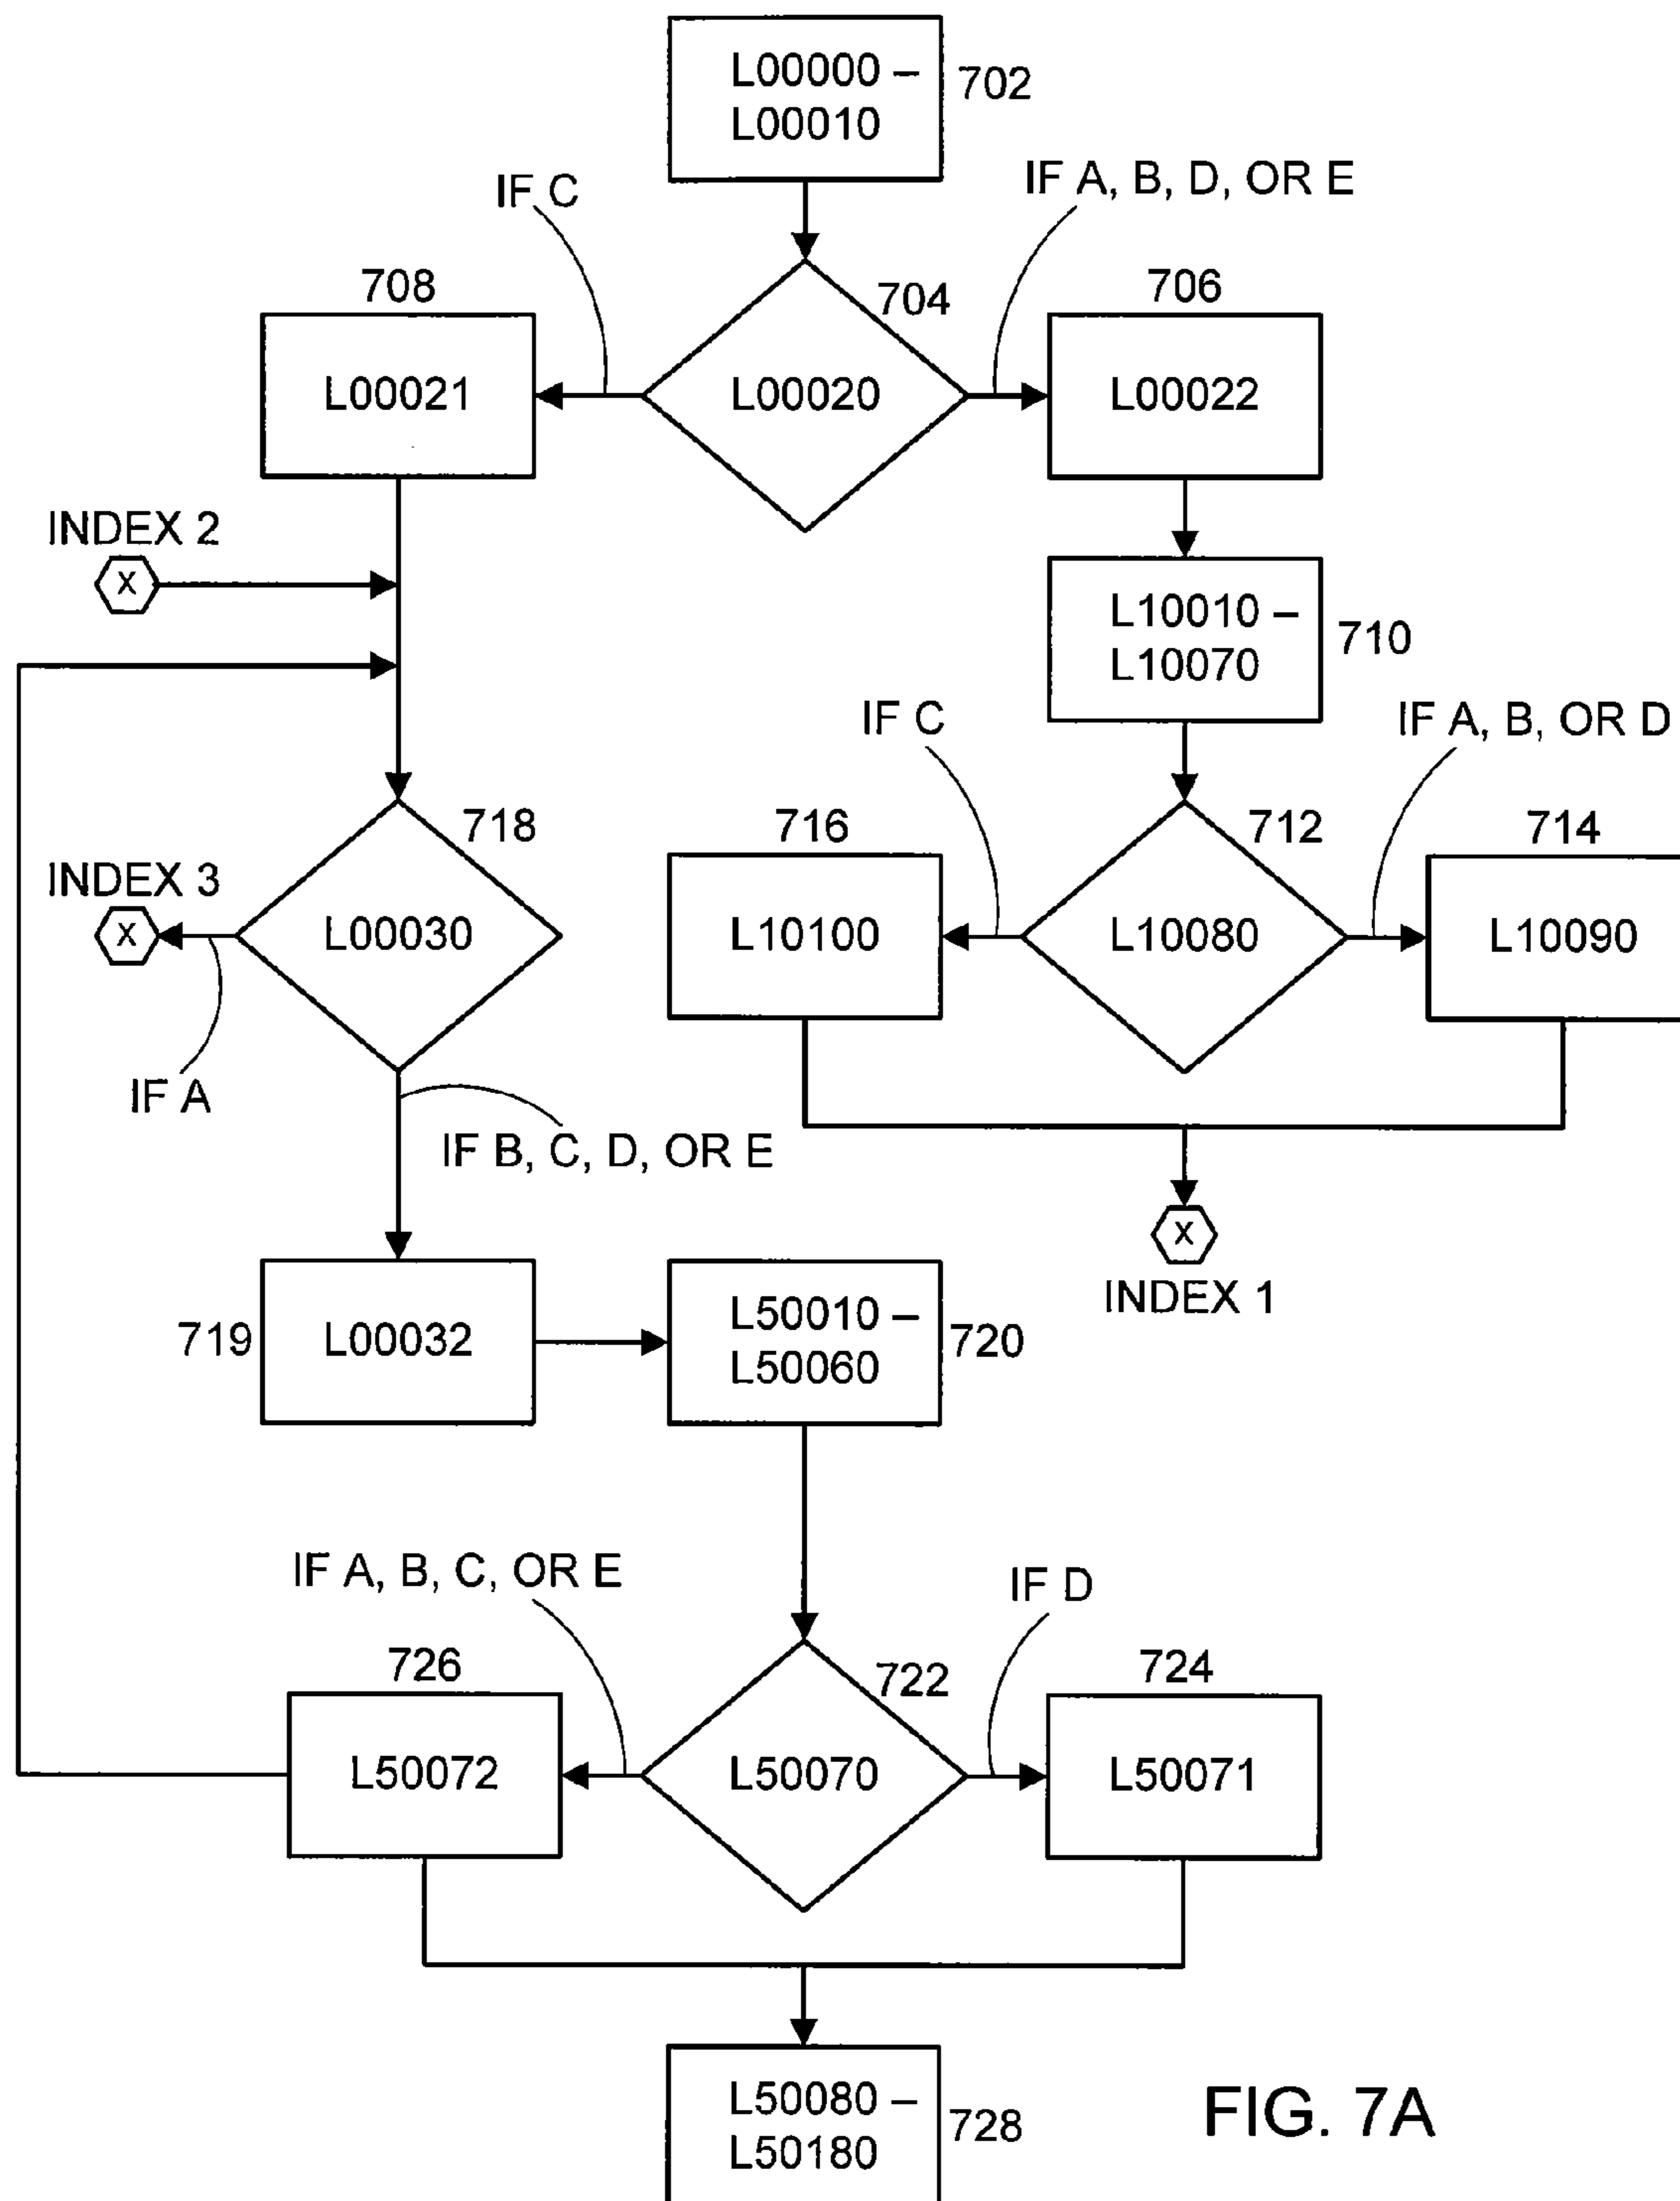 L00000 –
L00010
702
IF C
IF A, B, D, OR E
708
704
706
L00021
L00020
L00022
INDEX 2
X
L10010 –
L10070
710
IF C
IF A, B, OR D
718
716
712
714
INDEX 3
X
L00030
L10100
L10080
L10090
IF A
IF B, C, D, OR E
X
INDEX 1
719
L00032
L50010 –
L50060
720
IF A, B, C, OR E
IF D
726
722
724
L50072
L50070
L50071
L50080 –
L50180
728
FIG. 7A